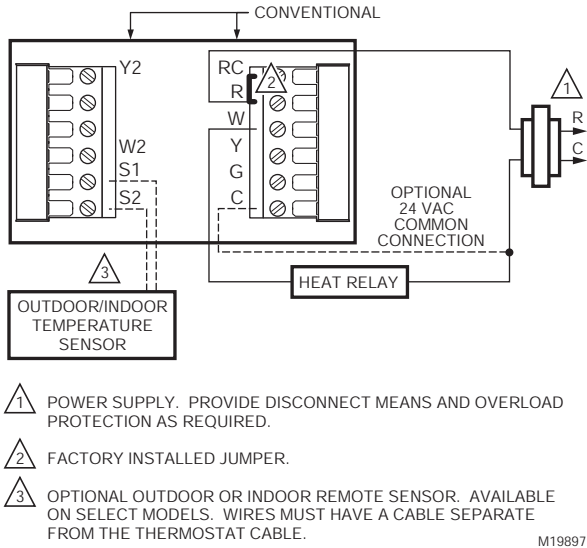 CONVENTIONAL
Y2
W2
S1
S2
RC
R
W
Y
G
C
2
1
R
C
OPTIONAL
24 VAC
COMMON
CONNECTION
3
HEAT RELAY
OUTDOOR/INDOOR
TEMPERATURE
SENSOR
1 POWER SUPPLY. PROVIDE DISCONNECT MEANS AND OVERLOAD
PROTECTION AS REQUIRED.
2 FACTORY INSTALLED JUMPER.
3 OPTIONAL OUTDOOR OR INDOOR REMOTE SENSOR. AVAILABLE
ON SELECT MODELS. WIRES MUST HAVE A CABLE SEPARATE
FROM THE THERMOSTAT CABLE.
M19897